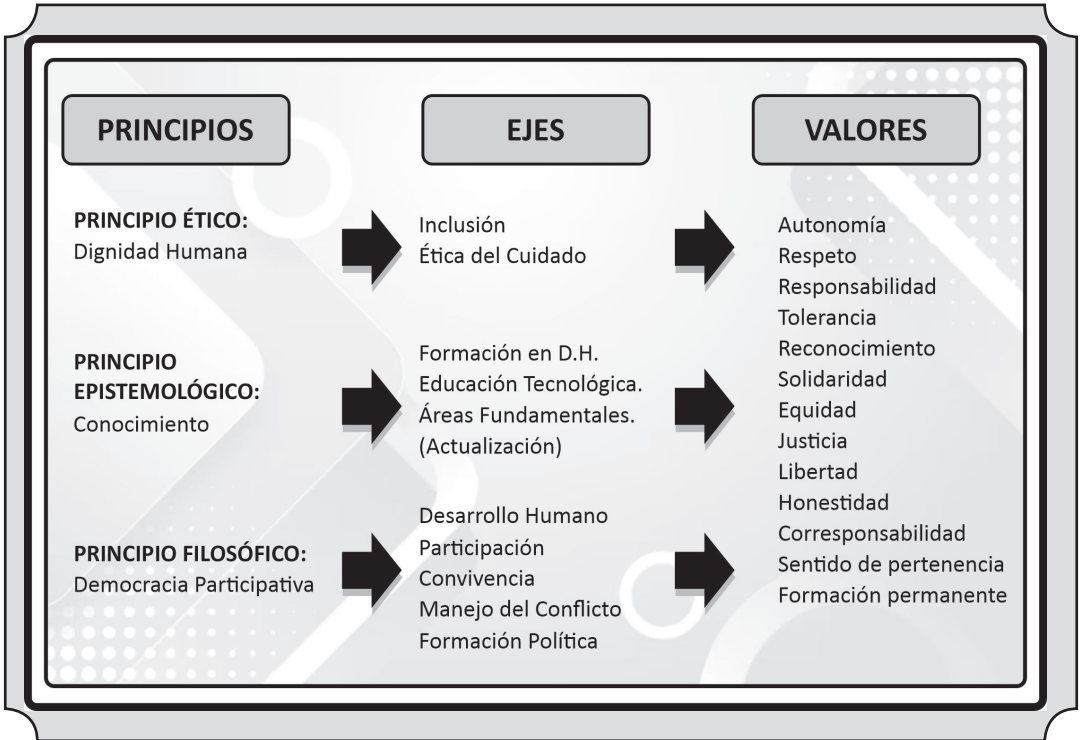 PRINCIPIOS
EJES
VALORES
PRINCIPIO ÉTICO:
Dignidad Humana
Inclusión
Ética del Cuidado
PRINCIPIO
EPISTEMOLÓGICO:
Conocimiento
Formación en D.H.
Educación Tecnológica.
Áreas Fundamentales.
(Actualización)
PRINCIPIO FILOSÓFICO:
Democracia Participativa
Desarrollo Humano
Participación
Convivencia
Manejo del Conflicto
Formación Política
Autonomía
Respeto
Responsabilidad
Tolerancia
Reconocimiento
Solidaridad
Equidad
Justicia
Libertad
Honestidad
Corresponsabilidad
Sentido de pertenencia
Formación permanente